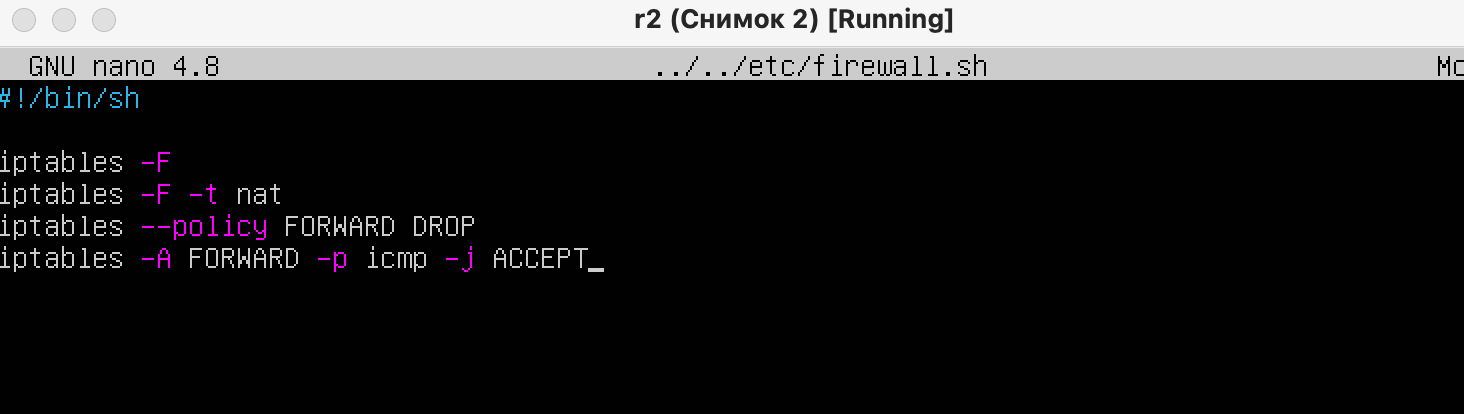 r2 (Снимок 2) [Running]
GNU nano 4.8 ../../etc/firewall.sh
#!/bin/sh
iptables -F
iptables -F -t nat
iptables --policy FORWARD DROP
iptables -A FORWARD -p icmp -j ACCEPT